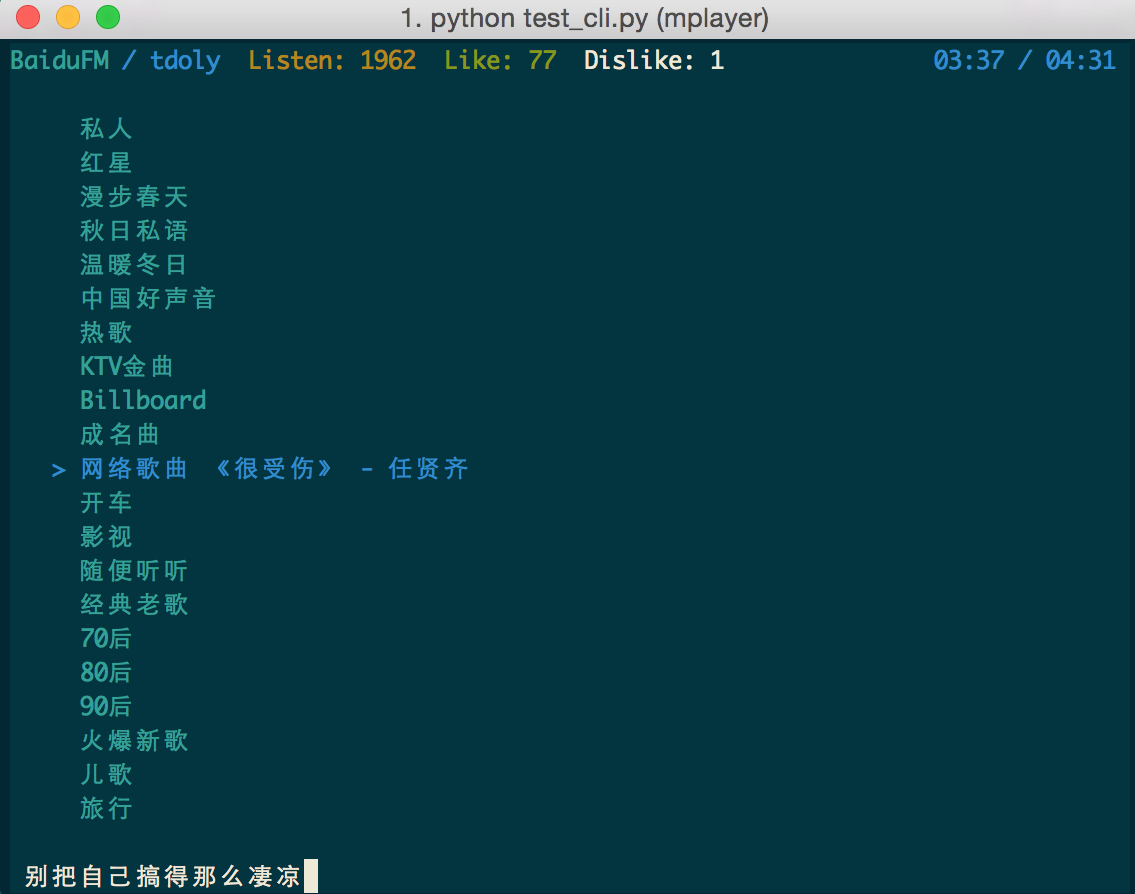 1. python test_cli.py (mplayer)
BaiduFM / tdoly Listen: 1962 Like: 77 Dislike: 1 03:37 / 04:31
私人
红星
漫步春天
秋日私语
温暖冬日
中国好声音
热歌
KTV金曲
Billboard
成名曲
> 网络歌曲 《很受伤》 - 任贤齐
开车
影视
随便听听
经典老歌
70后
80后
90后
火爆新歌
儿歌
旅行
别把自己搞得那么凄凉